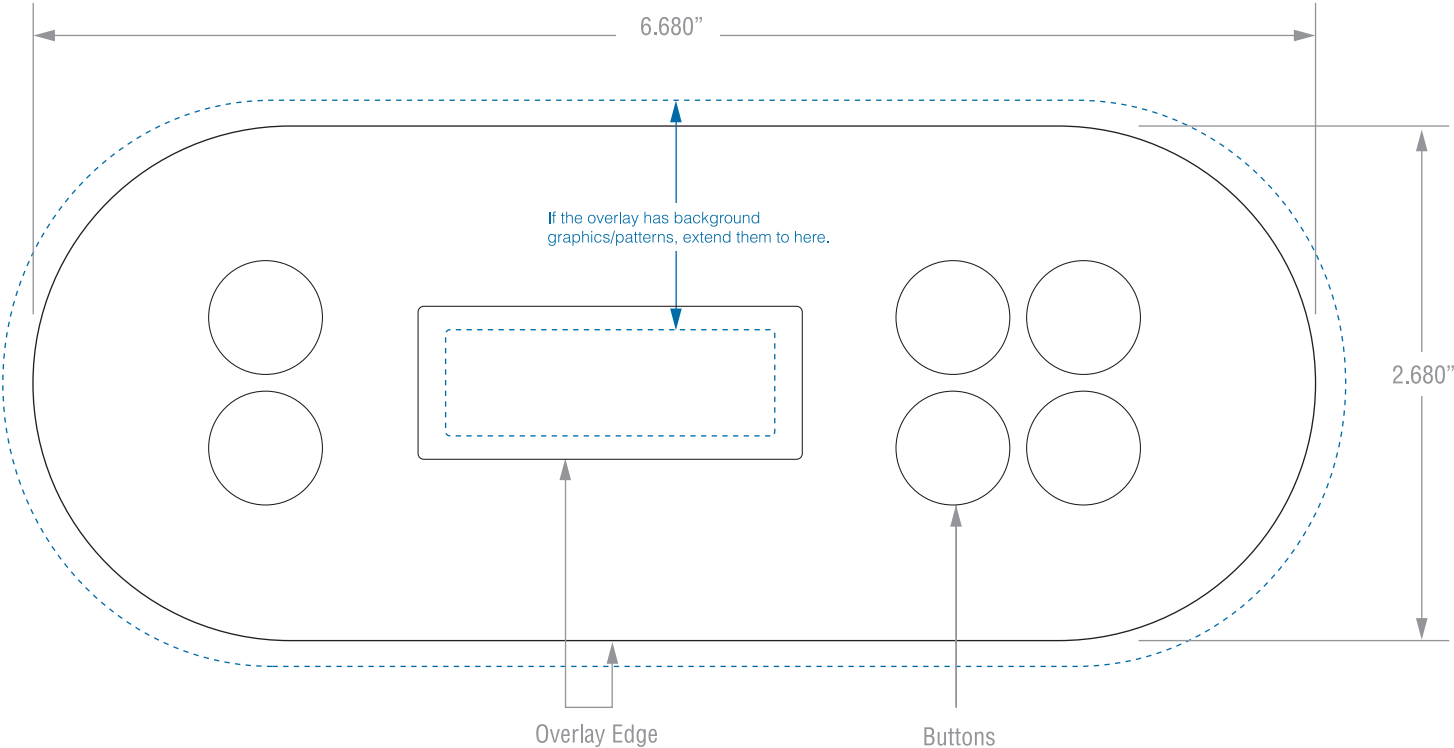 6.680”
If the overlay has background
graphics/patterns, extend them to here.
2.680”
Overlay Edge
Buttons